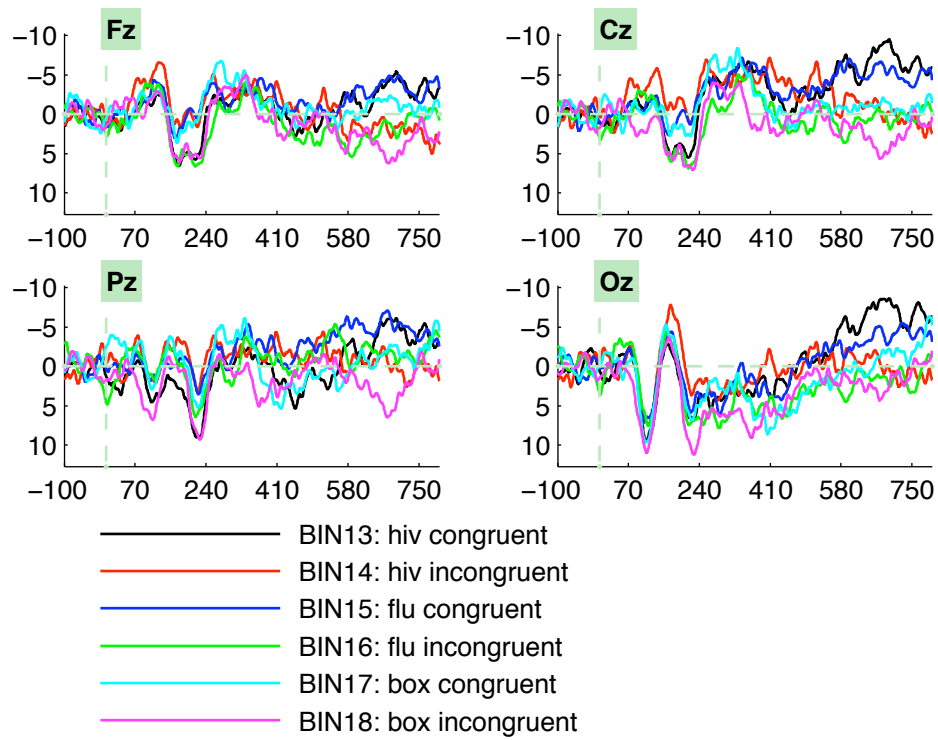 Fz
Cz
−10
−5
0
5
10
−100 70 240 410 580 750
−10
−5
0
5
10
−100 70 240 410 580 750
Pz
Oz
−10
−5
0
5
10
−100 70 240 410 580 750
−10
−5
0
5
10
−100 70 240 410 580 750
BIN13: hiv congruent
BIN14: hiv incongruent
BIN15: flu congruent
BIN16: flu incongruent
BIN17: box congruent
BIN18: box incongruent